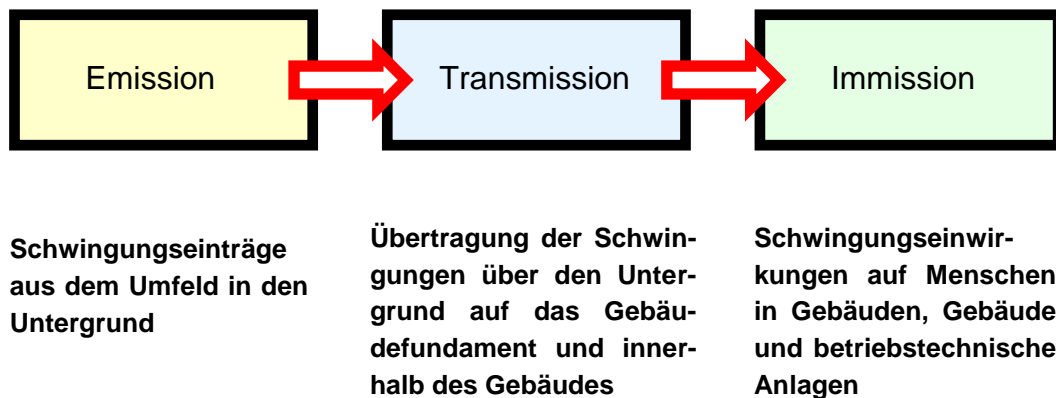 Emission
Transmission
Immission
Schwingungseinträge
aus dem Umfeld in den
Untergrund
Übertragung der Schwin-
gungen über den Unter-
grund auf das Gebäu-
defundament und inner-
halb des Gebäudes
Schwingungseinwir-
kungen auf Menschen
in Gebäuden, Gebäude
und betriebstechnische
Anlagen